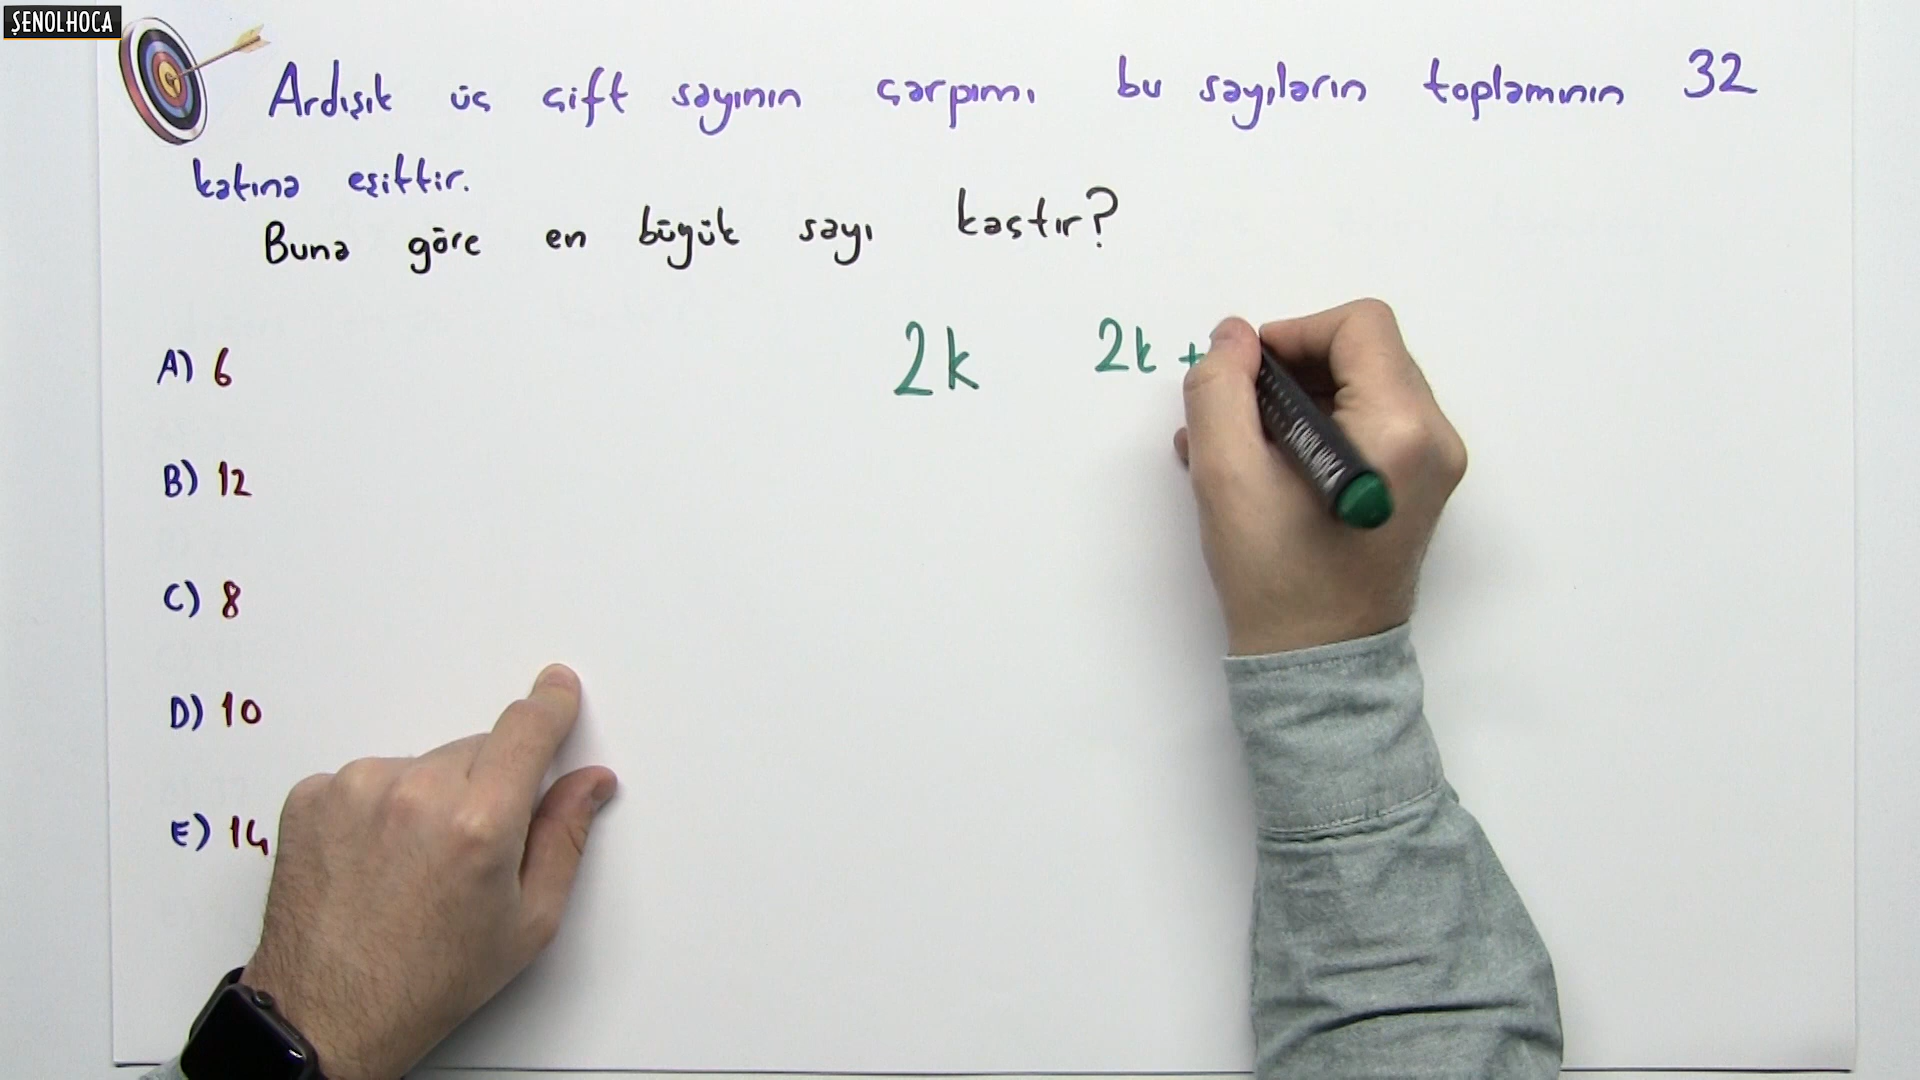 ŞENOLHOCA
Ardışık üç çift sayının çarpımı bu sayıların toplamının 32
katına eşittir.
Buna göre en büyük sayı kaçtır?
2k 2k +
A) 6
B) 12
C) 8
D) 10
E) 14
ŞENOLHOCA